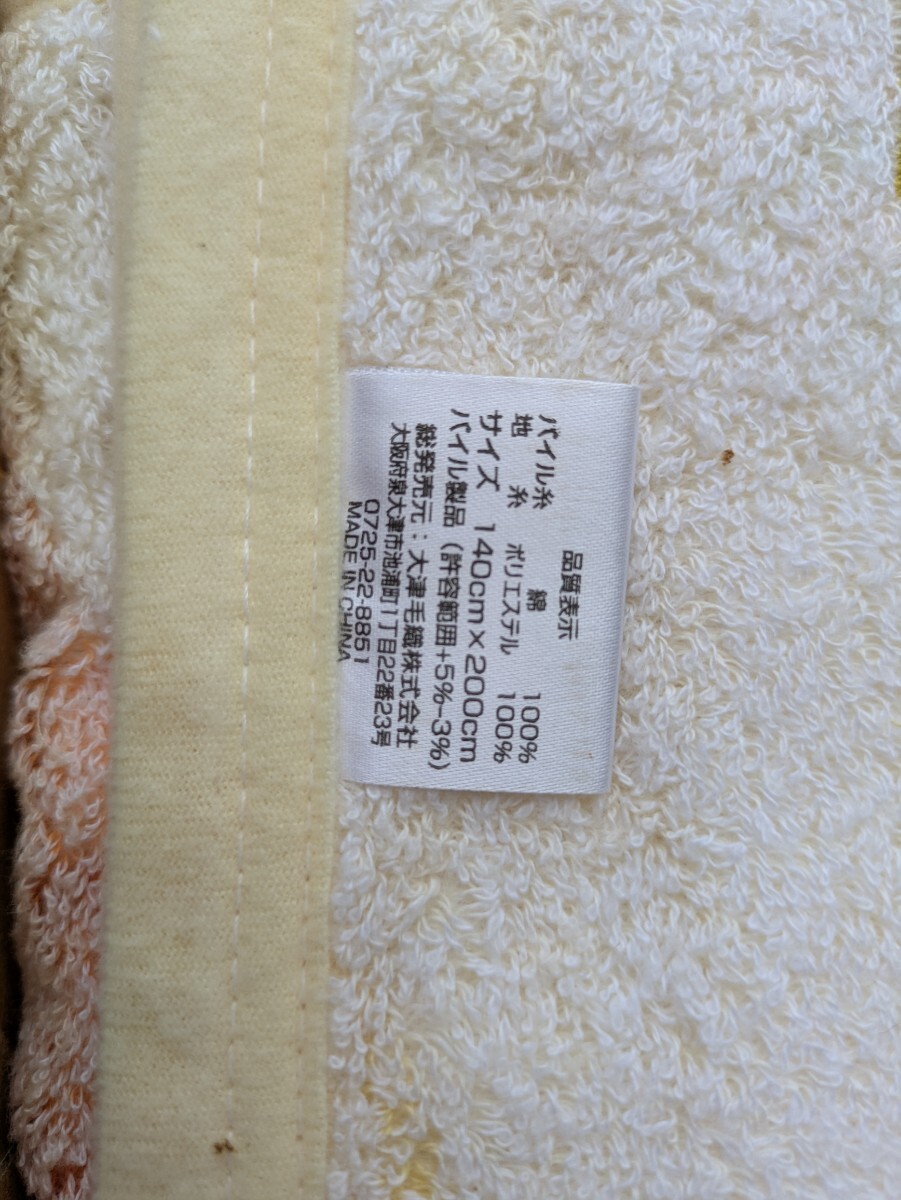 品質表示
パイル糸 綿 100%
地糸 ポリエステル 100%
サイズ 140cm×200cm
パイル製品（許容範囲+5%-3%）
総発売元：大津毛織株式会社
大阪府泉大津市池浦町1丁目22番23号
0725-22-8851
MADE IN CHINA